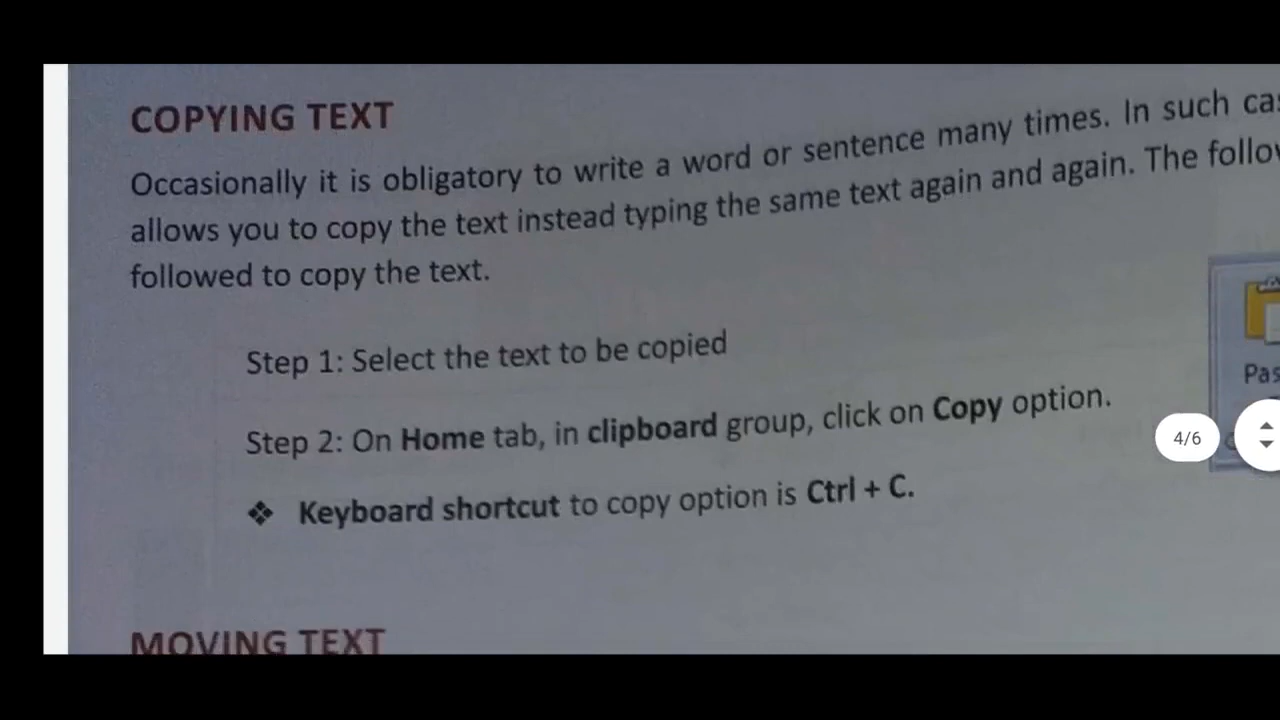 COPYING TEXT
Occasionally it is obligatory to write a word or sentence many times. In such
allows you to copy the text instead typing the same text again and again. The
followed to copy the text.
Step 1: Select the text to be copied
Step 2: On Home tab, in clipboard group, click on Copy option.
❖ Keyboard shortcut to copy option is Ctrl + C.
4/6
MOVING TEXT